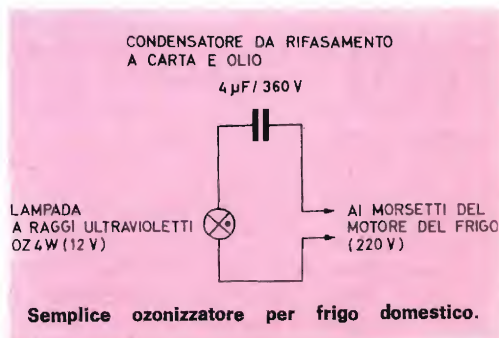 CONDENSATORE DA RIFASAMENTO
A CARTA E OLIO
4 µF / 360 V
LAMPADA
A RAGGI ULTRAVIOLETTI
OZ 4 W (12 V)
AI MORSETTI DEL
MOTORE DEL FRIGO
(220 V)
Semplice ozonizzatore per frigo domestico.